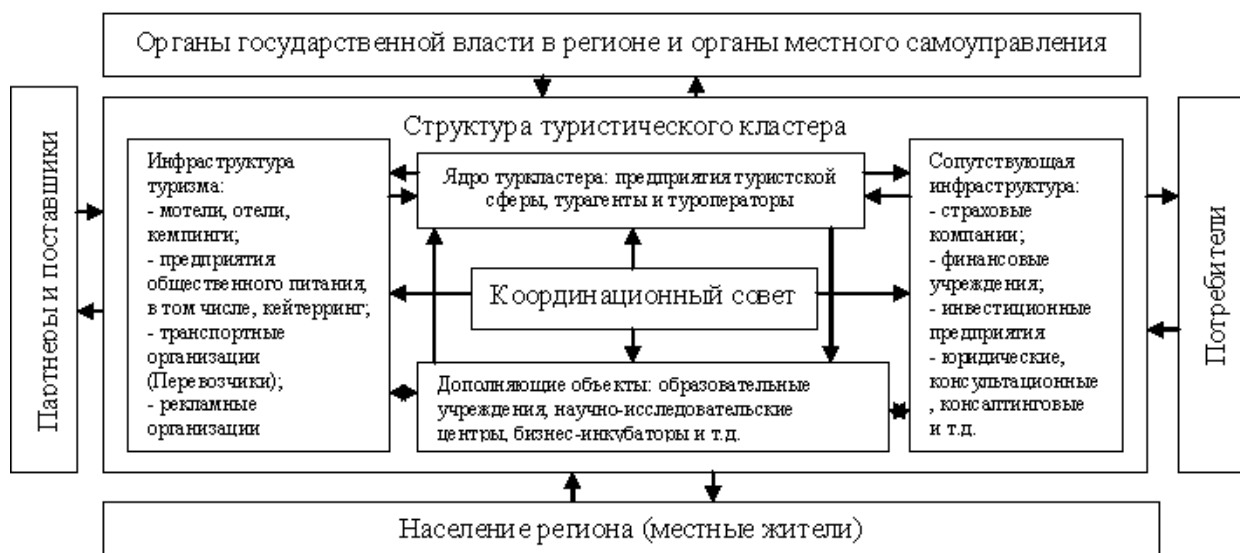 Органы государственной власти в регионе и органы местного самоуправления
Партнеры и поставщики
Структура туристического кластера
Инфраструктура
туризма:
- мотели, отели,
кемпинги;
- предприятия
общественного питания,
в том числе, кейтерринг;
- транспортные
организации
(Перевозчики);
- рекламные
организации
Ядро туркластера: предприятия туристской
сферы, турагенты и туроператоры
Координационный совет
Дополняющие объекты: образовательные
учреждения, научно-исследовательские
центры, бизнес-инкубаторы и т.д.
Сопутствующая
инфраструктура:
- страховые
компании;
- финансовые
учреждения;
- инвестиционные
предприятия
- юридические,
консультационные
, консалтинговые
и т.д.
Потребители
Население региона (местные жители)